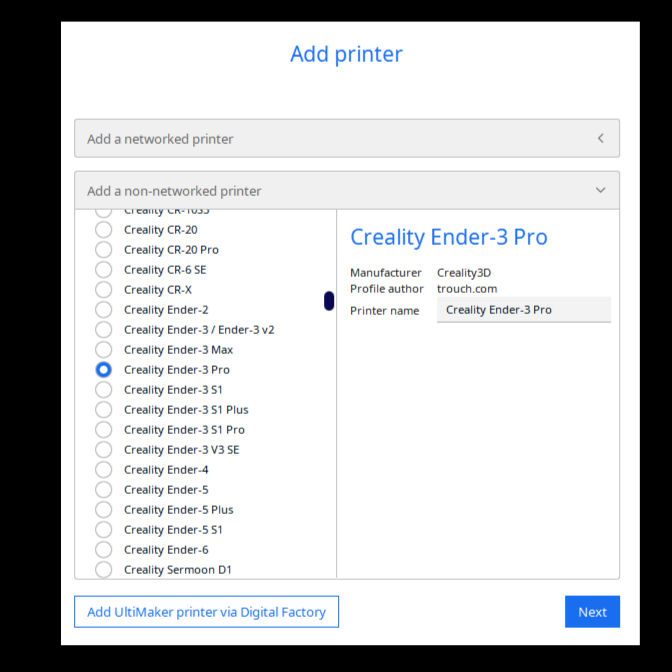 Add printer
Add a networked printer
Add a non-networked printer
Creality CR-10S5
Creality CR-20
Creality CR-20 Pro
Creality CR-6 SE
Creality CR-X
Creality Ender-2
Creality Ender-3 / Ender-3 v2
Creality Ender-3 Max
Creality Ender-3 Pro
Creality Ender-3 S1
Creality Ender-3 S1 Plus
Creality Ender-3 S1 Pro
Creality Ender-3 V3 SE
Creality Ender-4
Creality Ender-5
Creality Ender-5 Plus
Creality Ender-5 S1
Creality Ender-6
Creality Sermoon D1
Creality Ender-3 Pro
Manufacturer Creality3D
Profile author trouch.com
Printer name Creality Ender-3 Pro
Add UltiMaker printer via Digital Factory
Next